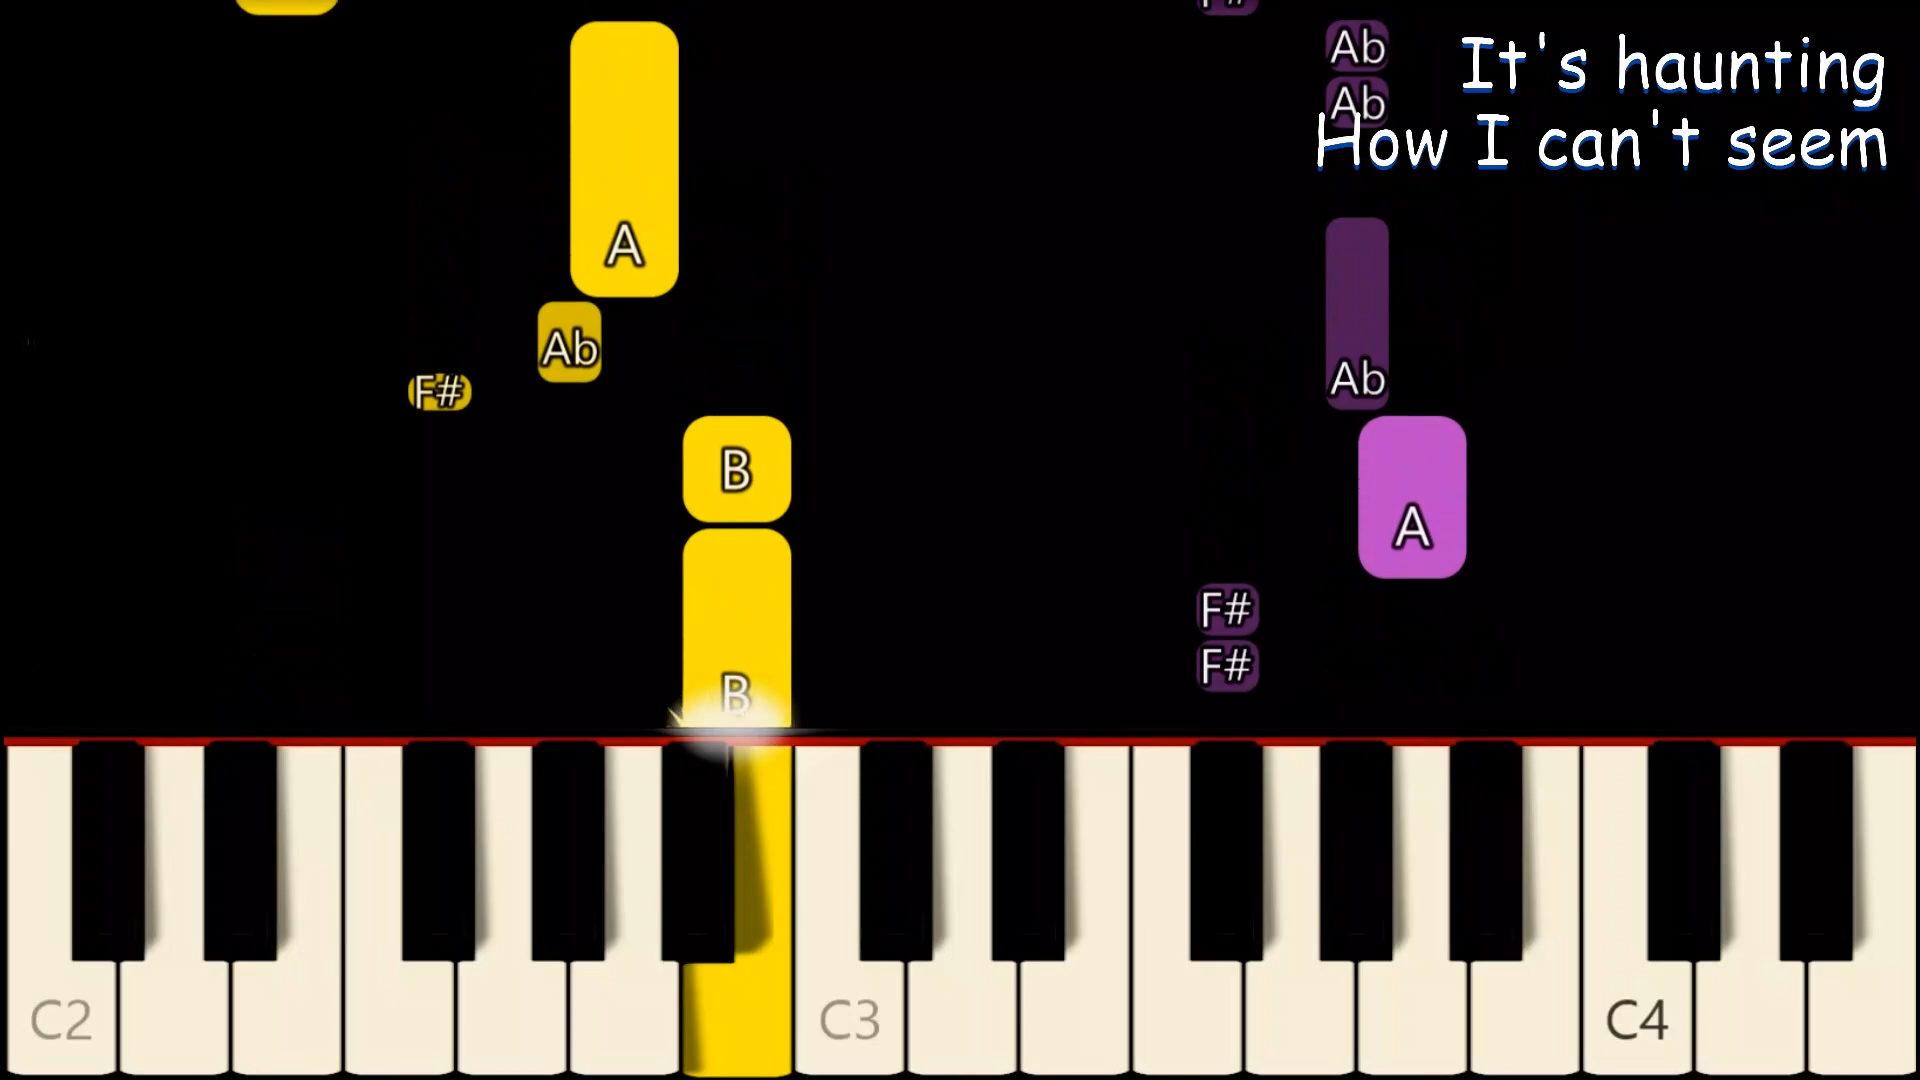 F#
Ab
It's haunting
Ab
How I can't seem
A
Ab
Ab
F#
B
A
F#
B
F#
C2
C3
C4